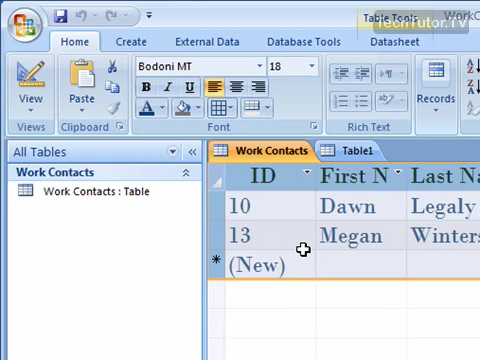 Table Tools
WorkCo
TechTutor.TV
Home
Create
External Data
Database Tools
Datasheet
Bodoni MT
18
B I U
A
View
Paste
Records
Views
Clipboard
Font
Rich Text
All Tables
Work Contacts
Table1
Work Contacts
Work Contacts : Table
ID
First N
Last Na
10
Dawn
Legaly
13
Megan
Winters
* (New)